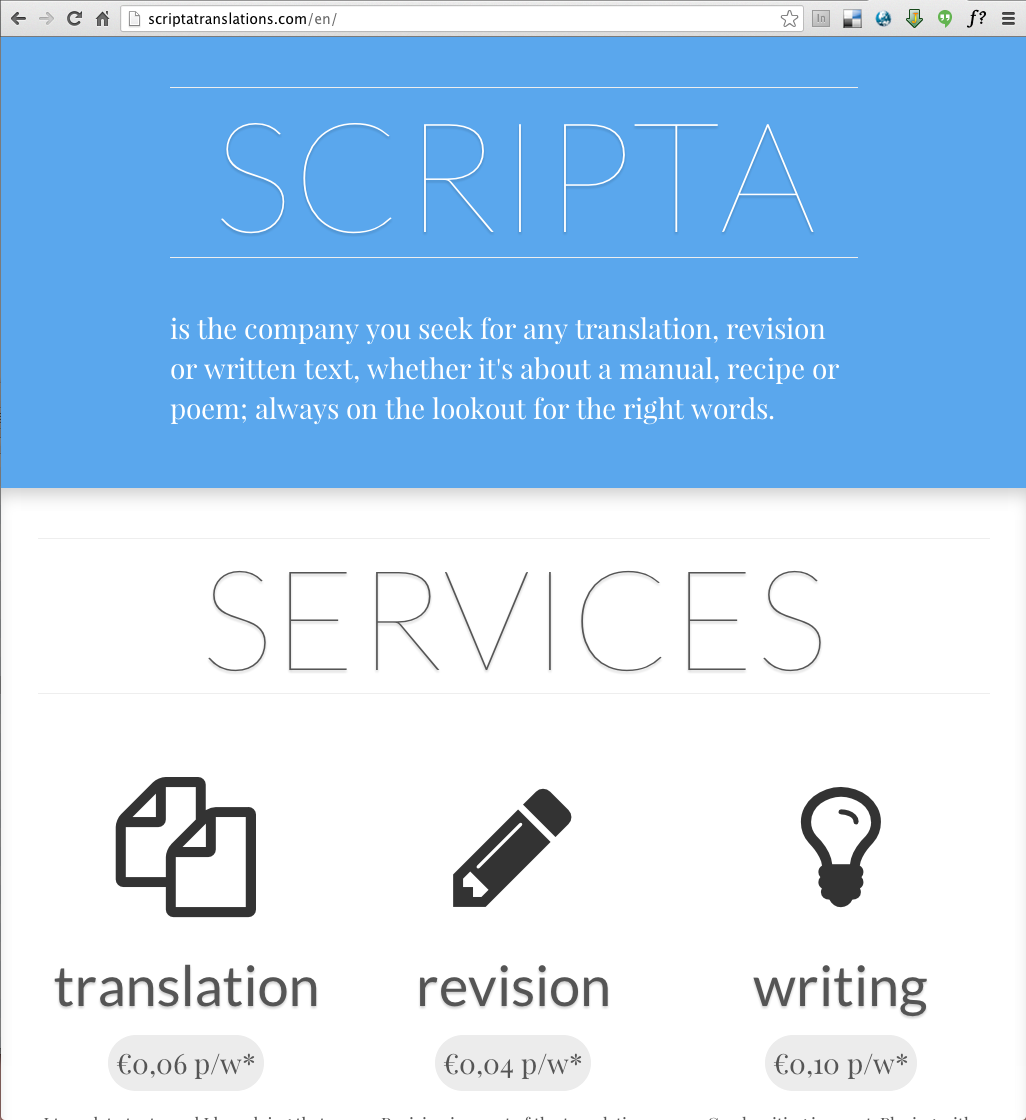 scriptatranslations.com/en/
In
f?
SCRIPTA
is the company you seek for any translation, revision
or written text, whether it's about a manual, recipe or
poem; always on the lookout for the right words.
SERVICES
translation
revision
writing
€0,06 p/w*
€0,04 p/w*
€0,10 p/w*